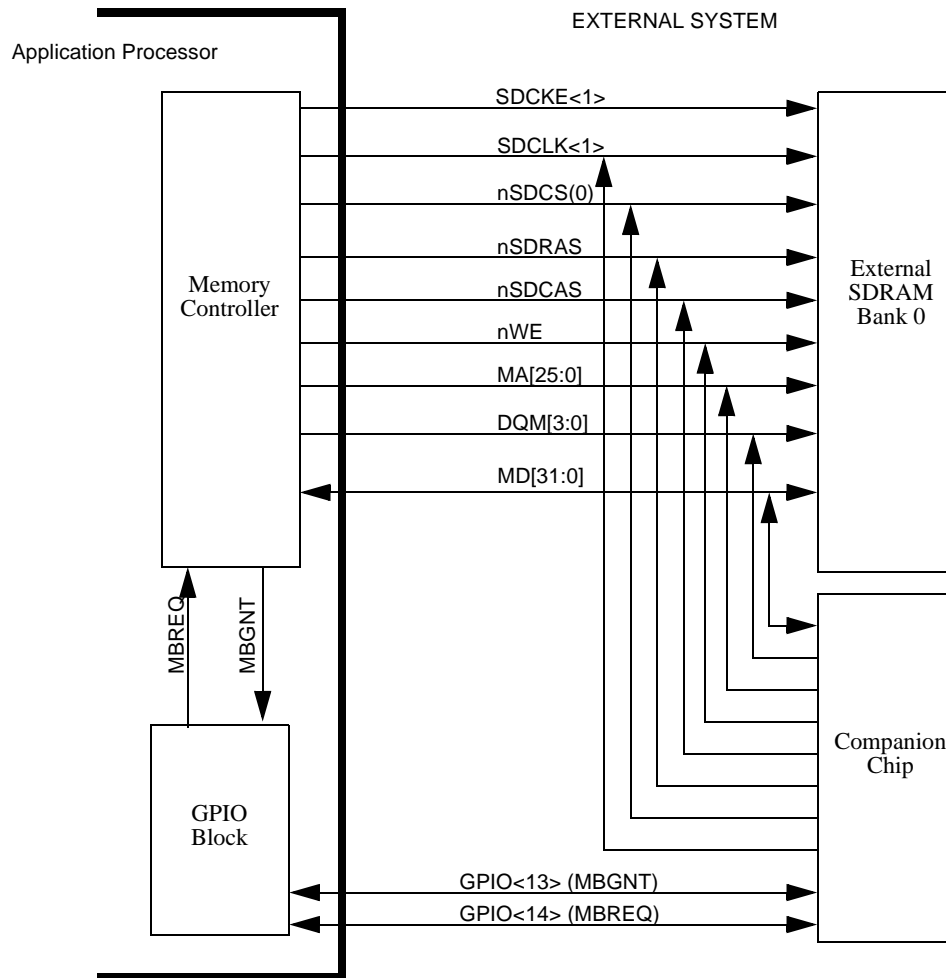 EXTERNAL SYSTEM
Application Processor
SDCKE<1>
SDCLK<1>
nSDCS(0)
nSDRAS
nSDCAS
nWE
MA[25:0]
DQM[3:0]
MD[31:0]
Memory
Controller
External
SDRAM
Bank 0
MBREQ
MBGNT
GPIO
Block
Companion
Chip
GPIO<13> (MBGNT)
GPIO<14> (MBREQ)